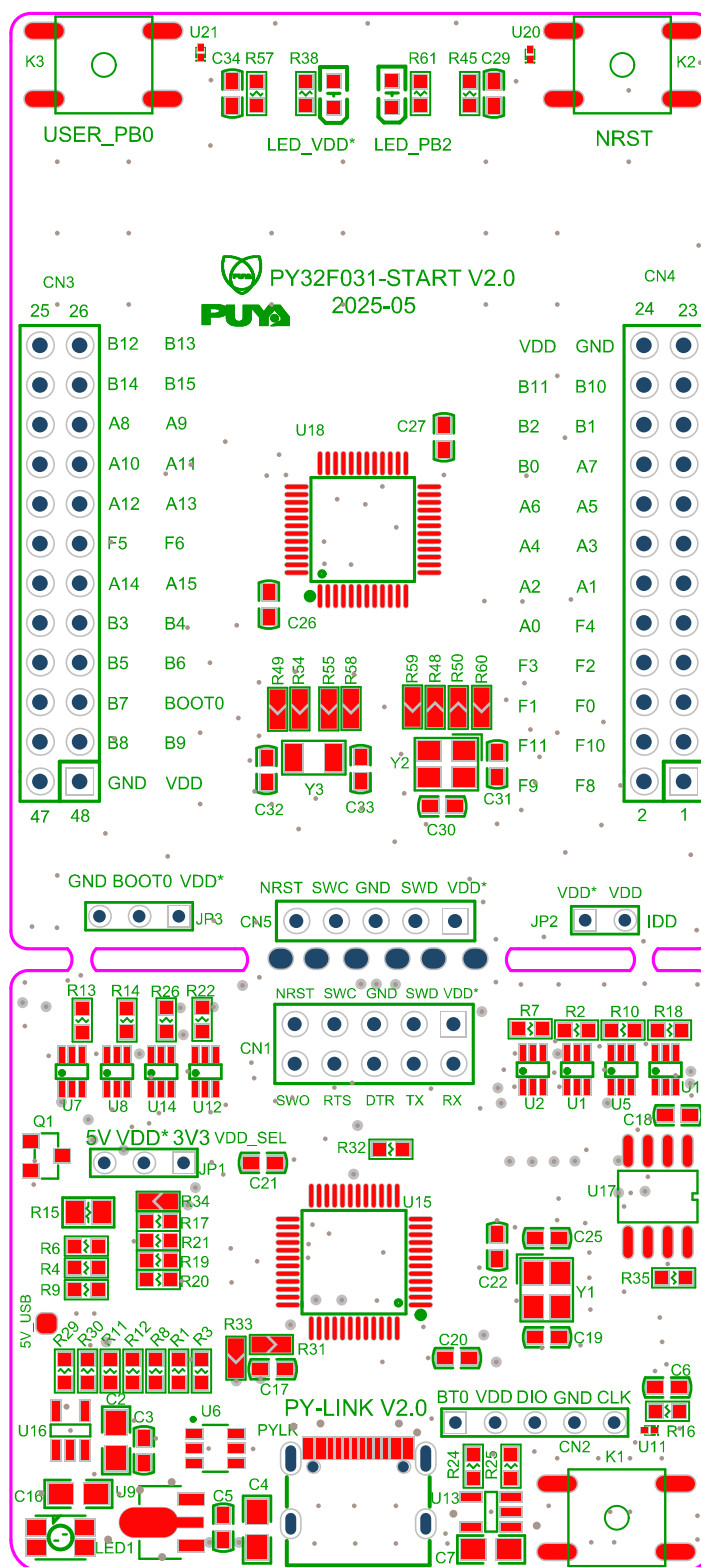 U21
U20
K3
C34
R57
R38
R61
R45
C29
K2
USER_PB0
LED_VDD*
LED_PB2
NRST
PY32F031-START V2.0
PUYA
2025-05
CN3
CN4
25 26
24 23
B12 B13
VDD GND
B14 B15
B11 B10
A8 A9
B2 B1
A10 A11
B0 A7
A12 A13
A6 A5
F5 F6
A4 A3
A14 A15
A2 A1
B3 B4
A0 F4
B5 B6
F3 F2
B7 BOOT0
F1 F0
B8 B9
F11 F10
GND VDD
F9 F8
47 48
2 1
U18
C27
C26
R49
R54
R55
R58
R59
R48
R50
R60
C32
Y3
C33
Y2
C30
C31
GND BOOT0 VDD*
JP3
NRST SWC GND SWD VDD*
CN5
VDD* VDD
JP2
IDD
R13
R14
R26
R22
NRST SWC GND SWD VDD*
CN1
SWO RTS DTR TX RX
R7
R2
R10
R18
U7
U8
U14
U12
U2
U1
U5
U1
C18
Q1
5V VDD* 3V3
VDD_SEL
JP1
C21
R32
U15
U17
R15
R34
R17
R21
R19
R20
R6
R4
R9
C22
C25
Y1
C19
R35
5V_USB
R29
R30
R11
R12
R8
R1
R3
R33
R31
C17
C20
C2
C3
U6
U16
PY-LINK V2.0
PYLK
BT0 VDD DIO GND CLK
CN2
C6
R16
U11
K1
R24
R25
U13
C7
C16
U9
C5
C4
LED1